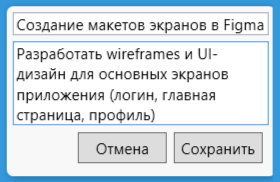 Создание макетов экранов в Figma
Разработать wireframes и UI-
дизайн для основных экранов
приложения (логин, главная
страница, профиль)
Отмена Сохранить